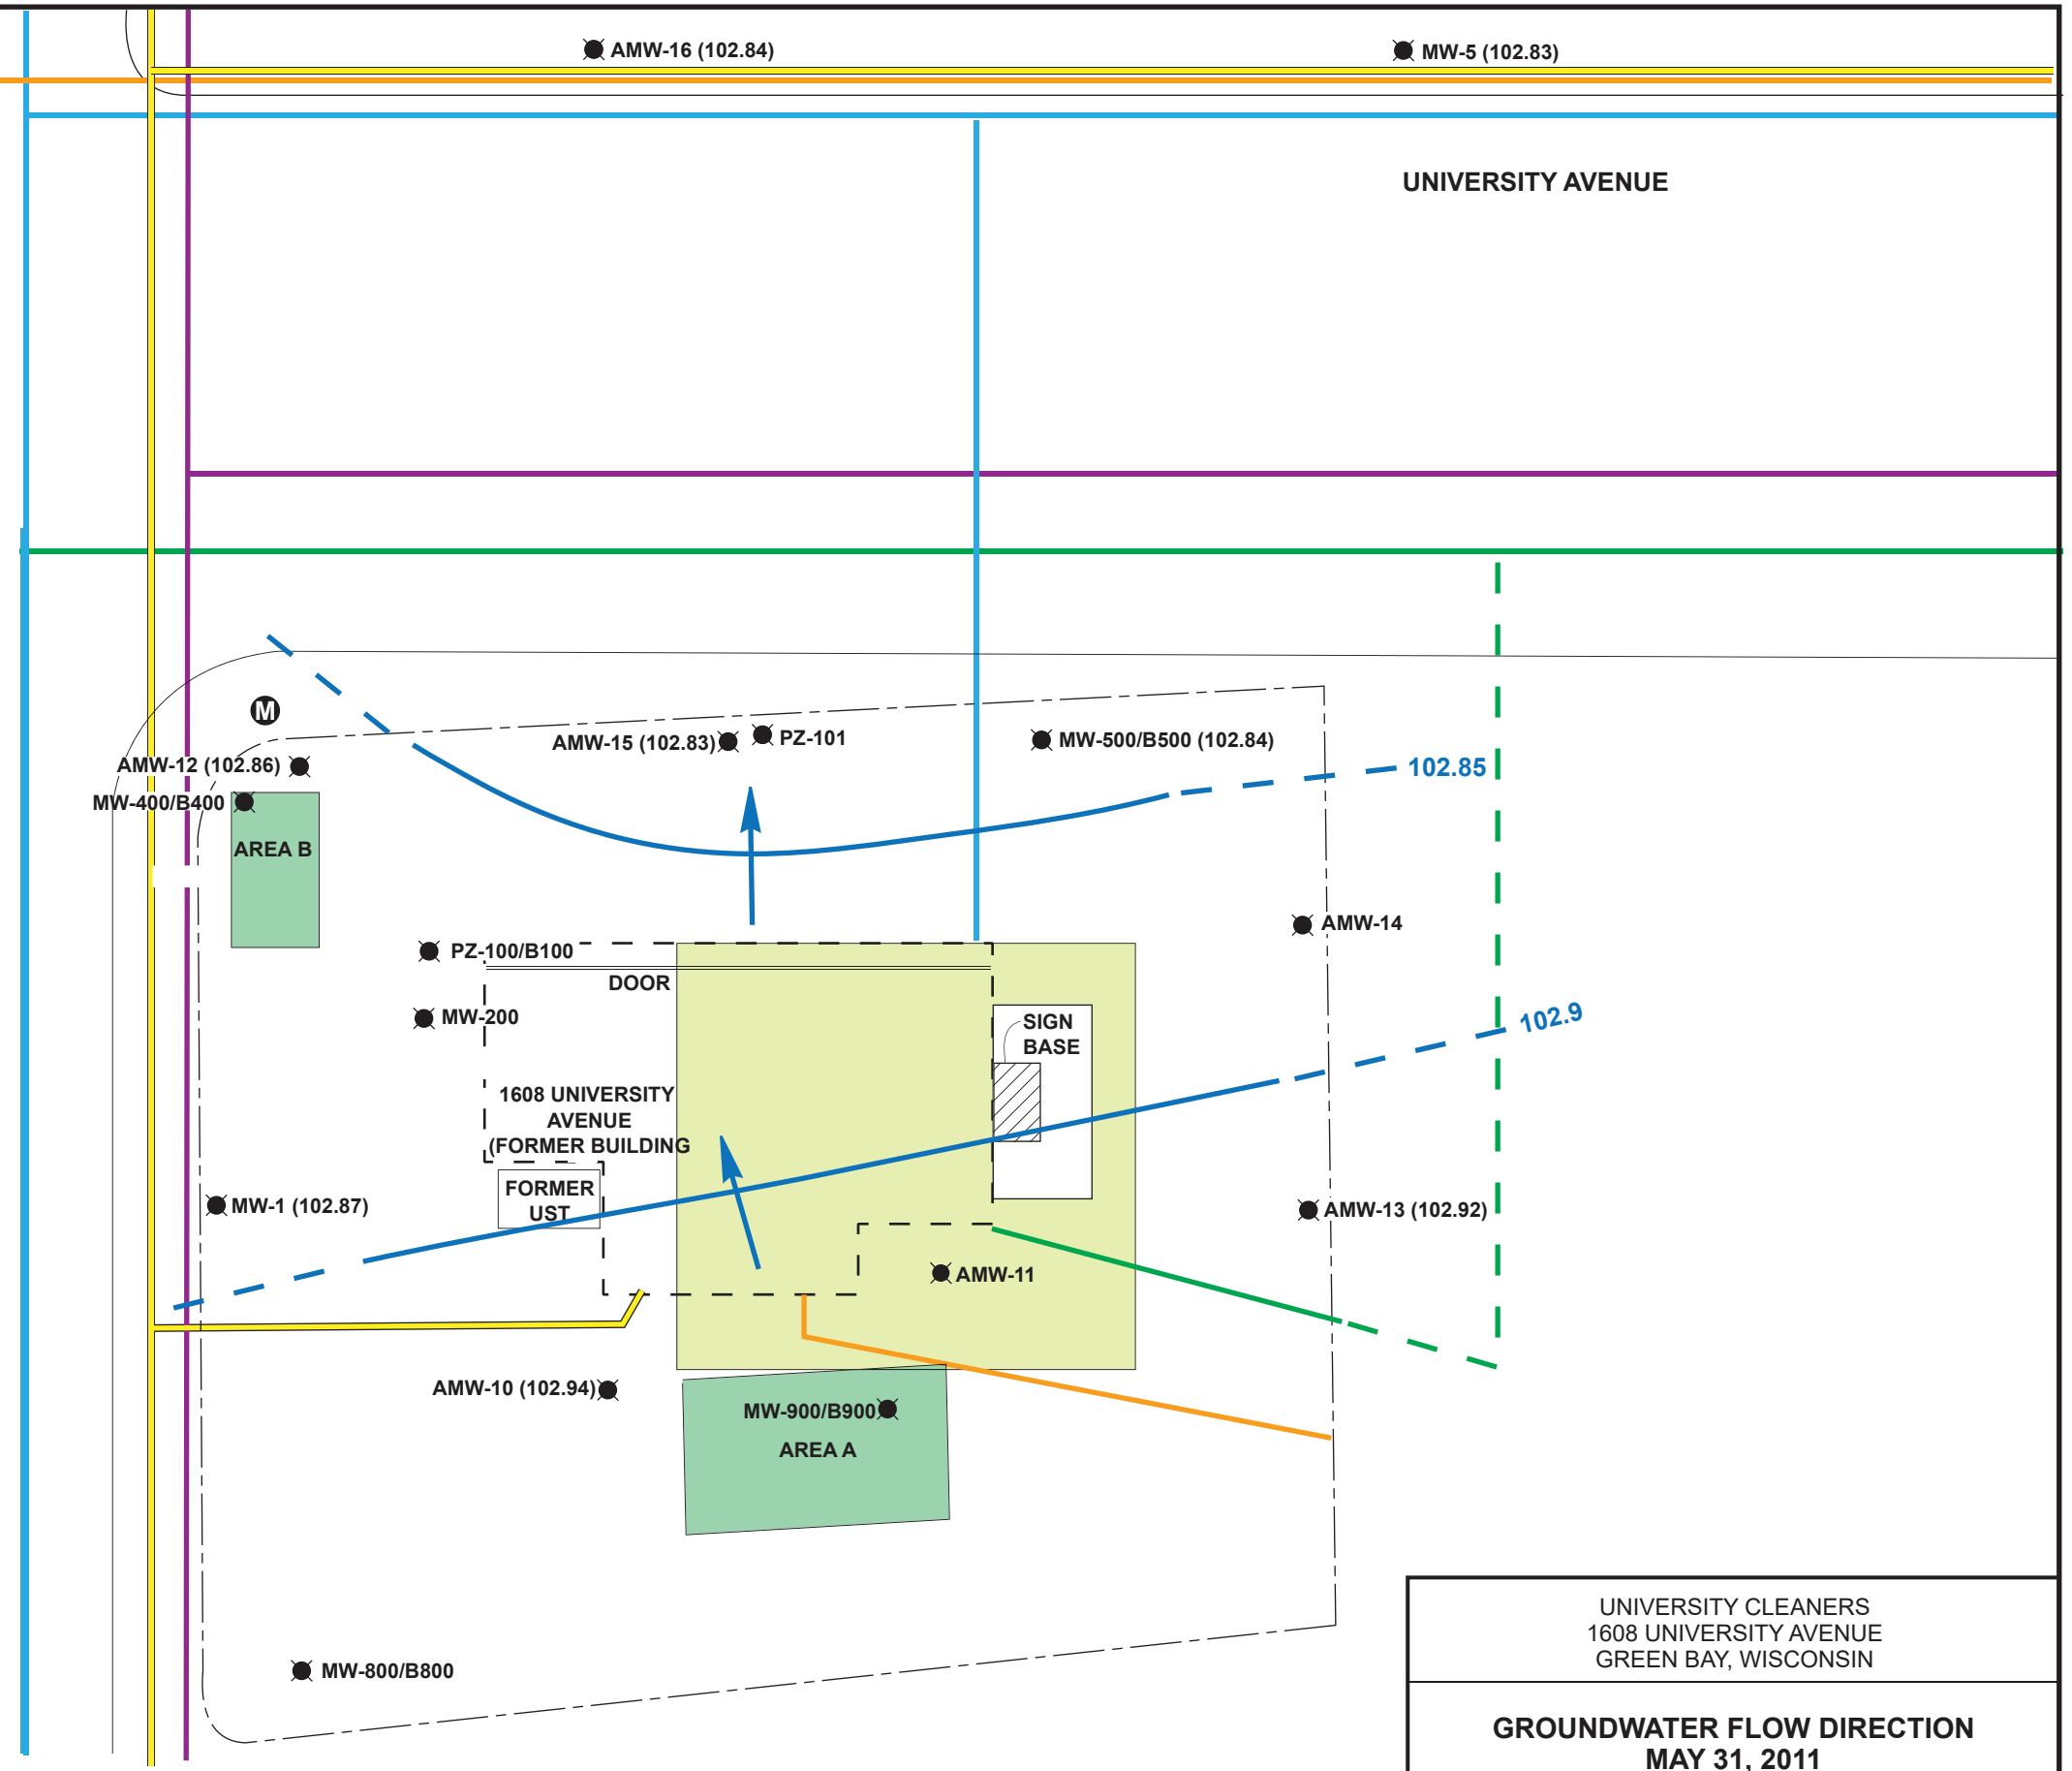 AMW-16 (102.84)
MW-5 (102.83)
UNIVERSITY AVENUE
M
AMW-15 (102.83)
PZ-101
MW-500/B500 (102.84)
AMW-12 (102.86)
102.85
MW-400/B400
AREA B
AMW-14
PZ-100/B100
DOOR
MW-200
SIGN
BASE
102.9
1608 UNIVERSITY
AVENUE
(FORMER BUILDING
FORMER
UST
MW-1 (102.87)
AMW-13 (102.92)
AMW-11
AMW-10 (102.94)
MW-900/B900
AREA A
MW-800/B800
UNIVERSITY CLEANERS
1608 UNIVERSITY AVENUE
GREEN BAY, WISCONSIN
GROUNDWATER FLOW DIRECTION
MAY 31, 2011